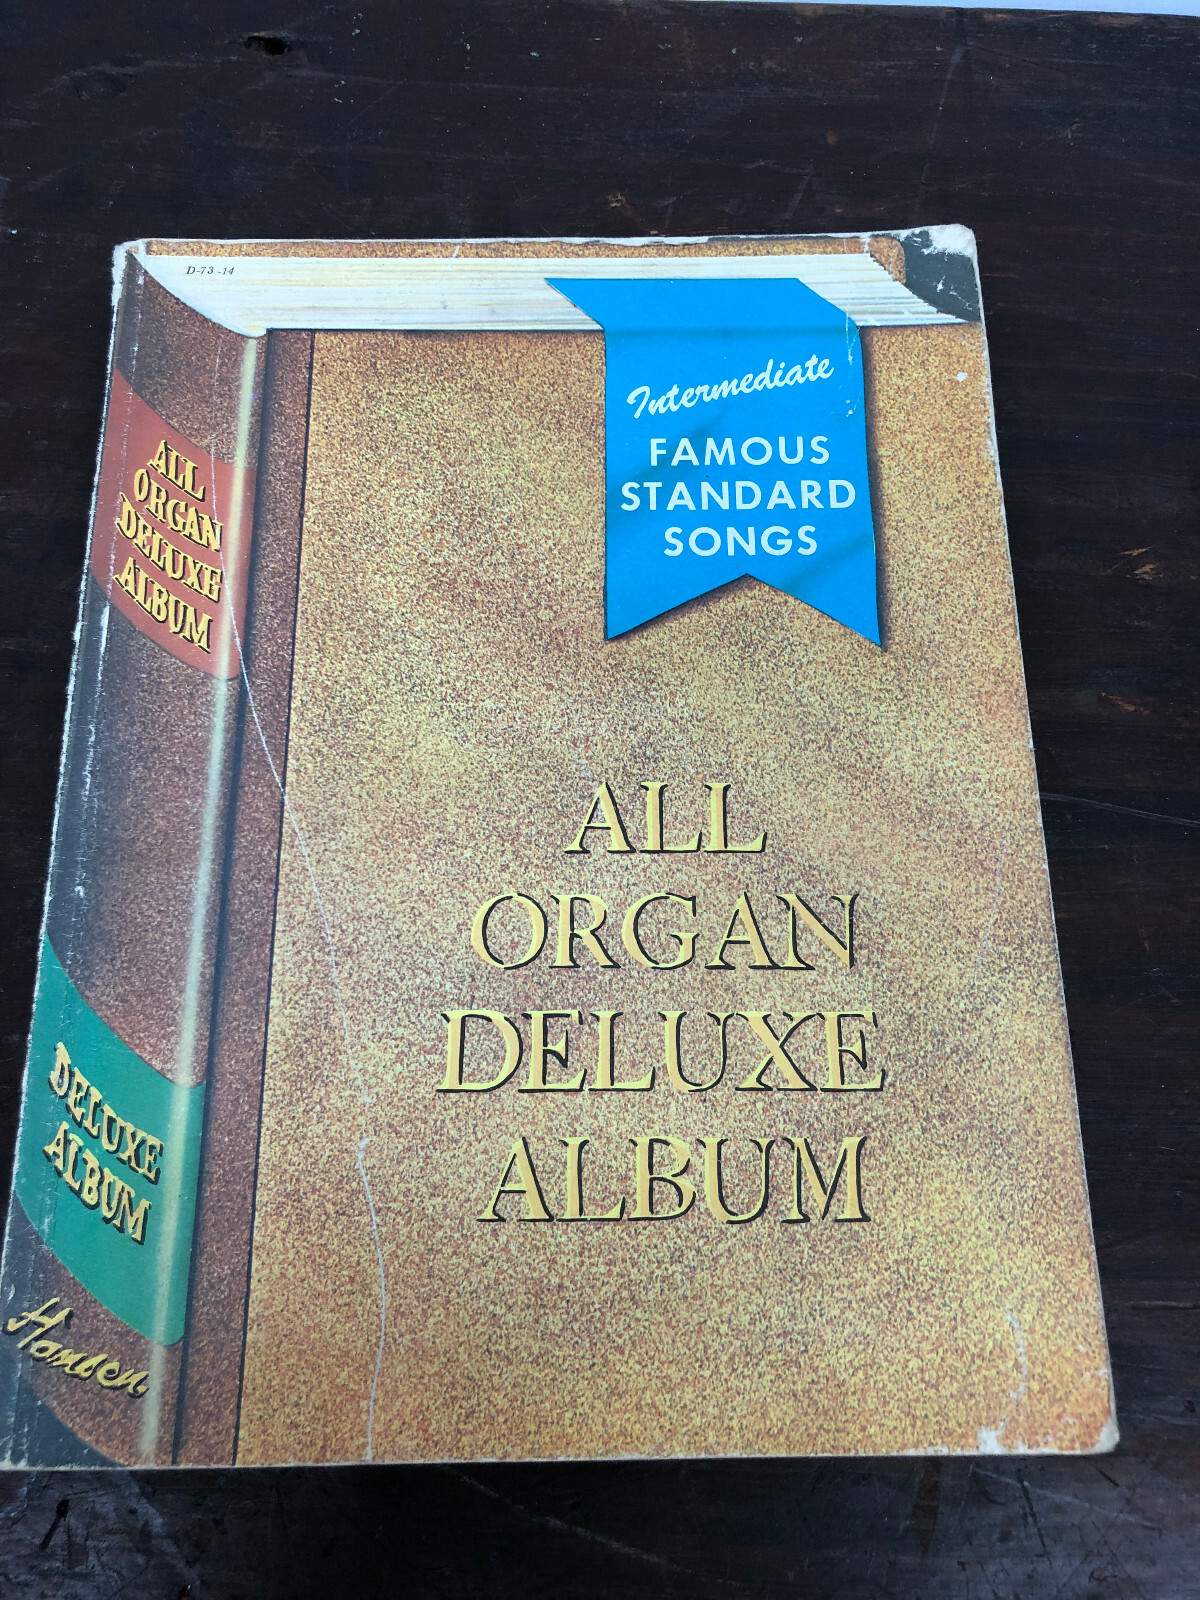 D-73-14
Intermediate
FAMOUS
STANDARD
SONGS
ALL
ORGAN
DELUXE
ALBUM
ALL
ORGAN
DELUXE
ALBUM
DELUXE
ALBUM
Hansen